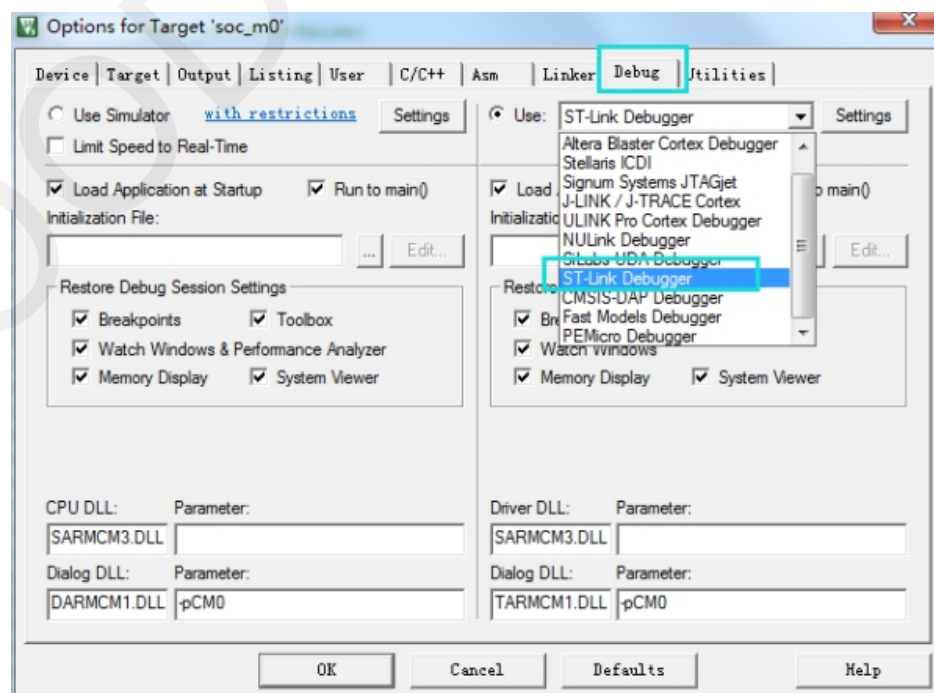 Options for Target 'soc_m0'
Device Target Output Listing User C/C++ Asm Linker Debug Utilities
Use Simulator with restrictions Settings
Limit Speed to Real-Time
Use: ST-Link Debugger Settings
Altera Blaster Cortex Debugger
Stellaris ICDI
Signum Systems JTAGjet
J-LINK / J-TRACE Cortex
ULINK Pro Cortex Debugger
NULink Debugger
SiLabs UDA Debugger
ST-Link Debugger
CMSIS-DAP Debugger
Fast Models Debugger
PEMicro Debugger
Load Application at Startup Run to main()
Initialization File:
... Edit...
Restore Debug Session Settings
Breakpoints Toolbox
Watch Windows & Performance Analyzer
Memory Display System Viewer
Load main()
Edit...
Watch Windows
Memory Display System Viewer
CPU DLL: Parameter:
SARMCM3.DLL
Dialog DLL: Parameter:
DARMCM1.DLL -pCM0
Driver DLL: Parameter:
SARMCM3.DLL
Dialog DLL: Parameter:
TARMCM1.DLL -pCM0
OK Cancel Defaults Help